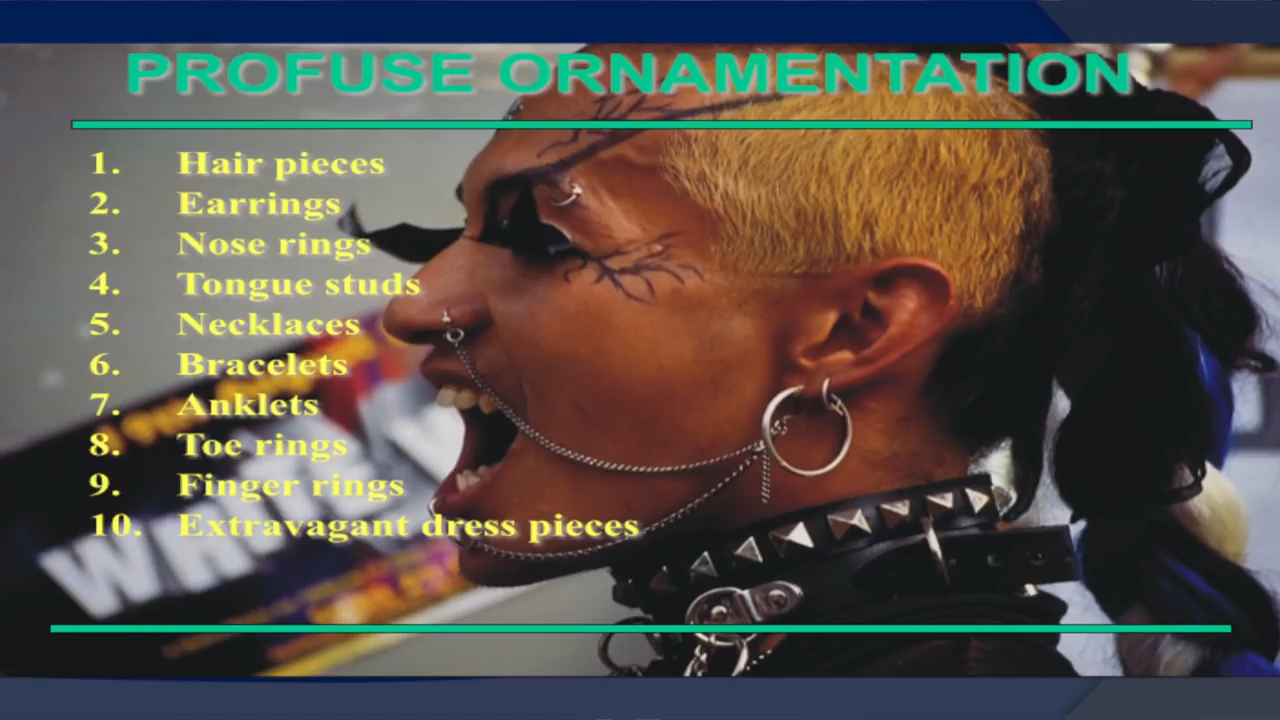 PROFUSE ORNAMENTATION
1. Hair pieces
2. Earrings
3. Nose rings
4. Tongue studs
5. Necklaces
6. Bracelets
7. Anklets
8. Toe rings
9. Finger rings
10. Extravagant dress pieces